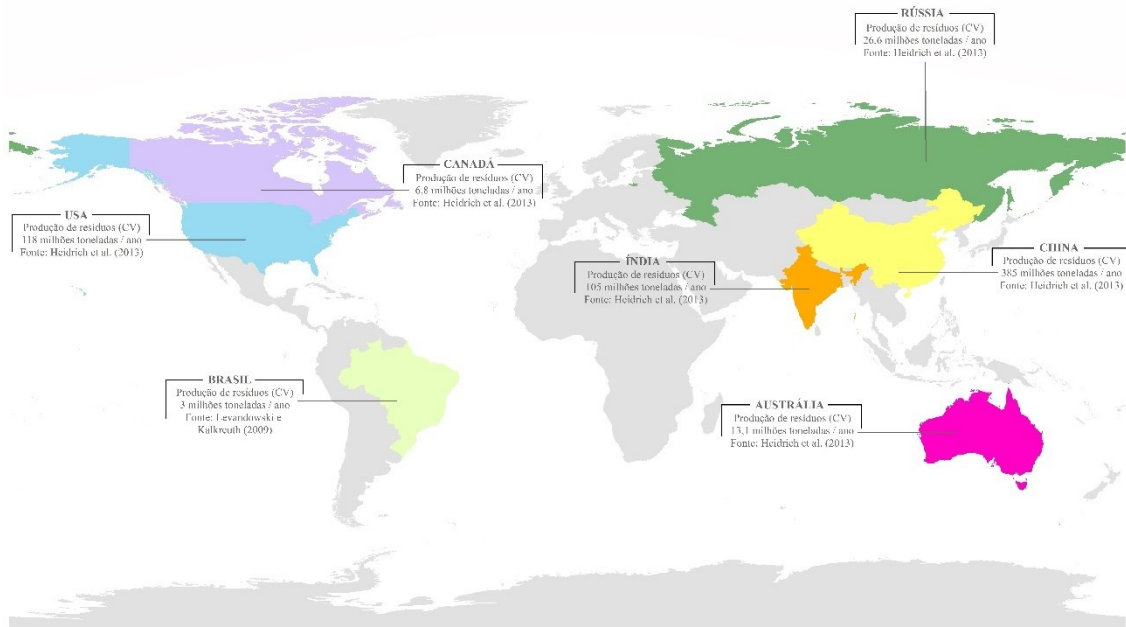 RÚSSIA
Produção de resíduos (CV)
26,6 milhões toneladas / ano
Fonte: Heidrich et al. (2013)
CANADÁ
Produção de resíduos (CV)
6,8 milhões toneladas / ano
Fonte: Heidrich et al. (2013)
USA
Produção de resíduos (CV)
118 milhões toneladas / ano
Fonte: Heidrich et al. (2013)
CHINA
Produção de resíduos (CV)
385 milhões toneladas / ano
Fonte: Heidrich et al. (2013)
ÍNDIA
Produção de resíduos (CV)
105 milhões toneladas / ano
Fonte: Heidrich et al. (2013)
BRASIL
Produção de resíduos (CV)
3 milhões toneladas / ano
Fonte: Levandowski e
Kalkreuth (2009)
AUSTRÁLIA
Produção de resíduos (CV)
13,1 milhões toneladas / ano
Fonte: Heidrich et al. (2013)